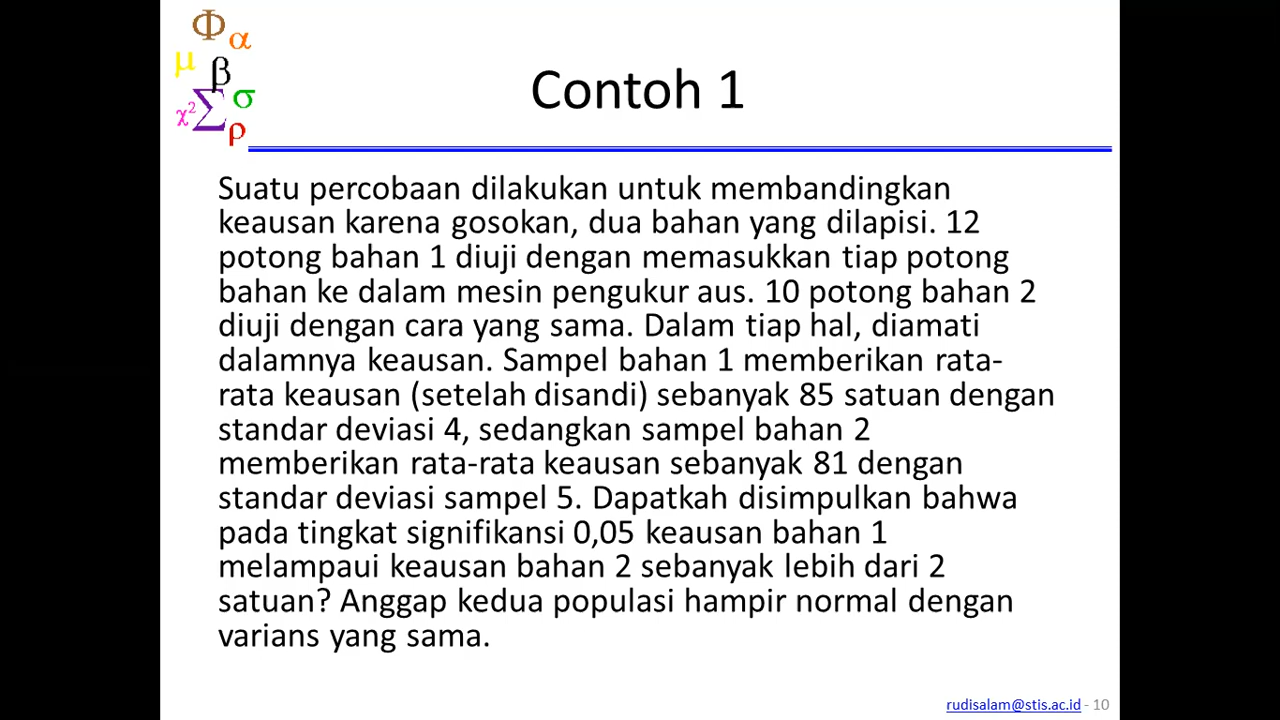 Φ α
μ β
χ² Σ σ
ρ
Contoh 1
Suatu percobaan dilakukan untuk membandingkan
keausan karena gosokan, dua bahan yang dilapisi. 12
potong bahan 1 diuji dengan memasukkan tiap potong
bahan ke dalam mesin pengukur aus. 10 potong bahan 2
diuji dengan cara yang sama. Dalam tiap hal, diamati
dalamnya keausan. Sampel bahan 1 memberikan rata-
rata keausan (setelah disandi) sebanyak 85 satuan dengan
standar deviasi 4, sedangkan sampel bahan 2
memberikan rata-rata keausan sebanyak 81 dengan
standar deviasi sampel 5. Dapatkah disimpulkan bahwa
pada tingkat signifikansi 0,05 keausan bahan 1
melampaui keausan bahan 2 sebanyak lebih dari 2
satuan? Anggap kedua populasi hampir normal dengan
varians yang sama.
rudisalam@stis.ac.id - 10